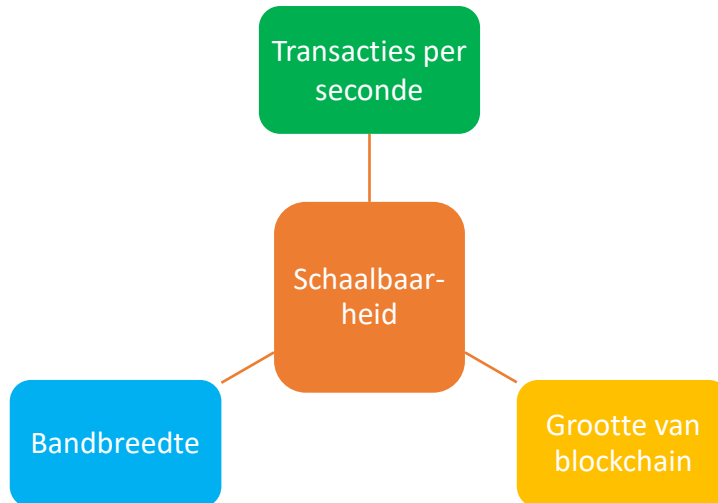 Transacties per
seconde
Schaalbaar-
heid
Bandbreedte
Grootte van
blockchain